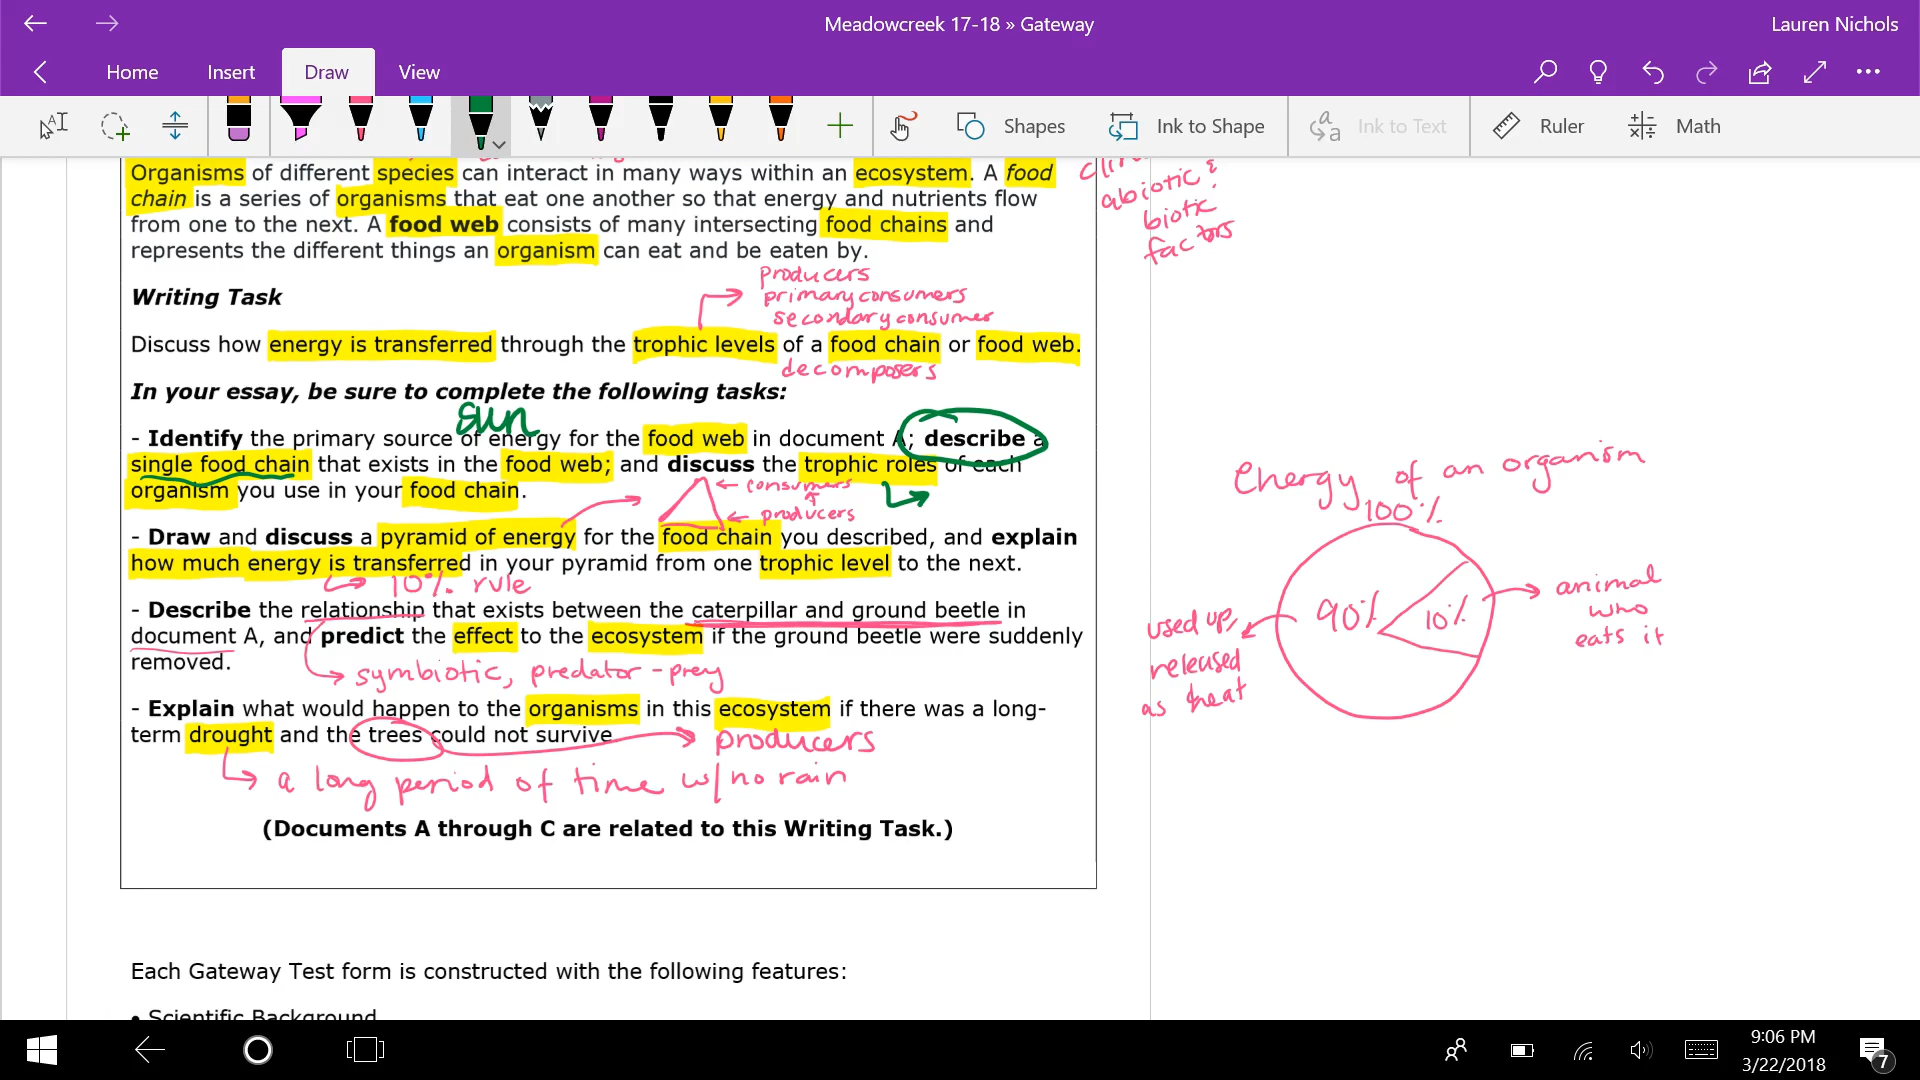 Meadowcreek 17-18 » Gateway
Lauren Nichols
Home Insert Draw View
Shapes Ink to Shape Ink to Text Ruler Math
Organisms of different species can interact in many ways within an ecosystem. A food
chain is a series of organisms that eat one another so that energy and nutrients flow
from one to the next. A food web consists of many intersecting food chains and
represents the different things an organism can eat and be eaten by.
abiotic &
biotic
factors
producers
Writing Task
primary consumers
secondary consumer
Discuss how energy is transferred through the trophic levels of a food chain or food web.
decomposers
In your essay, be sure to complete the following tasks:
sun
- Identify the primary source of energy for the food web in document A; describe a
single food chain that exists in the food web; and discuss the trophic roles of each
organism you use in your food chain.
consumers
producers
- Draw and discuss a pyramid of energy for the food chain you described, and explain
how much energy is transferred in your pyramid from one trophic level to the next.
10% rule
- Describe the relationship that exists between the caterpillar and ground beetle in
document A, and predict the effect to the ecosystem if the ground beetle were suddenly
removed.
symbiotic, predator-prey
- Explain what would happen to the organisms in this ecosystem if there was a long-
term drought and the trees could not survive
producers
a long period of time w/no rain
(Documents A through C are related to this Writing Task.)
Energy of an organism
100%
90%
10%
animal
who
eats it
used up,
released
as heat
Each Gateway Test form is constructed with the following features:
• Scientific Background
9:06 PM
3/22/2018
7